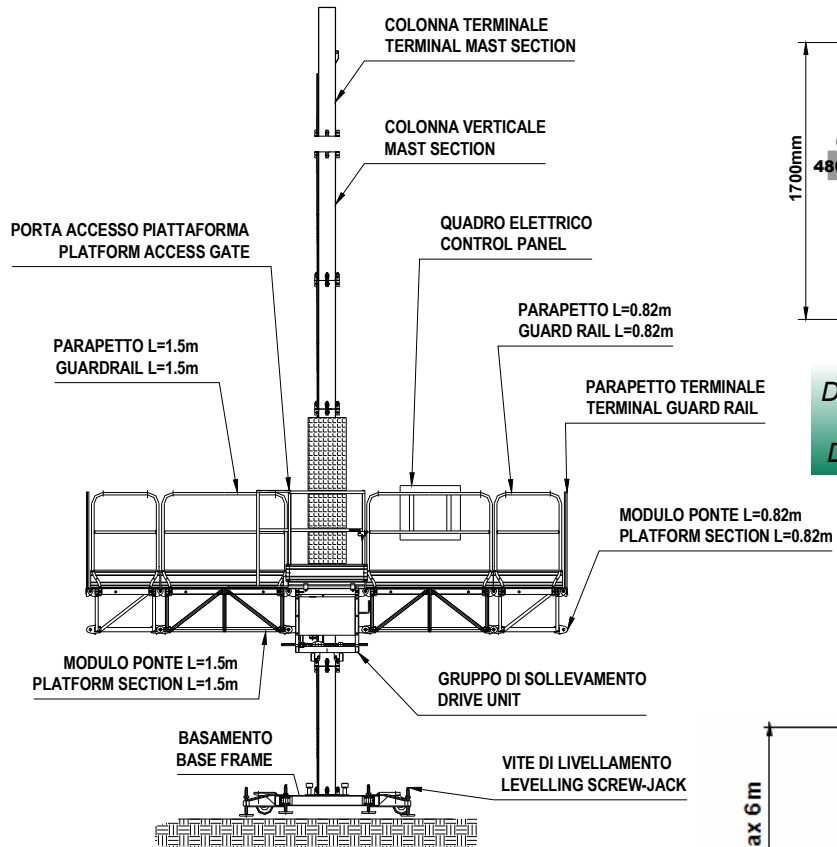 COLONNA TERMINALE
TERMINAL MAST SECTION
COLONNA VERTICALE
MAST SECTION
PORTA ACCESSO PIATTAFORMA
PLATFORM ACCESS GATE
QUADRO ELETTRICO
CONTROL PANEL
PARAPETTO L=0.82m
GUARD RAIL L=0.82m
PARAPETTO L=1.5m
GUARDRAIL L=1.5m
PARAPETTO TERMINALE
TERMINAL GUARD RAIL
MODULO PONTE L=0.82m
PLATFORM SECTION L=0.82m
MODULO PONTE L=1.5m
PLATFORM SECTION L=1.5m
GRUPPO DI SOLLEVAMENTO
DRIVE UNIT
BASAMENTO
BASE FRAME
VITE DI LIVELLAMENTO
LEVELLING SCREW-JACK
1700mm
D
D
ax 6m